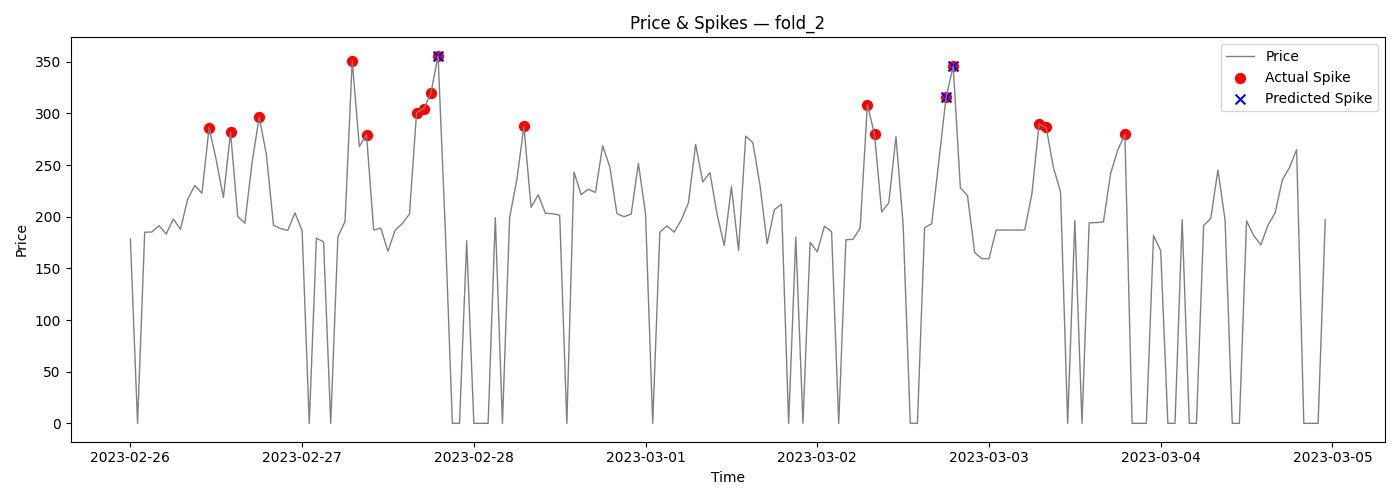 Price & Spikes — fold_2
Price
Actual Spike
Predicted Spike
350
300
250
200
150
100
50
0
Price
2023-02-26
2023-02-27
2023-02-28
2023-03-01
2023-03-02
2023-03-03
2023-03-04
2023-03-05
Time